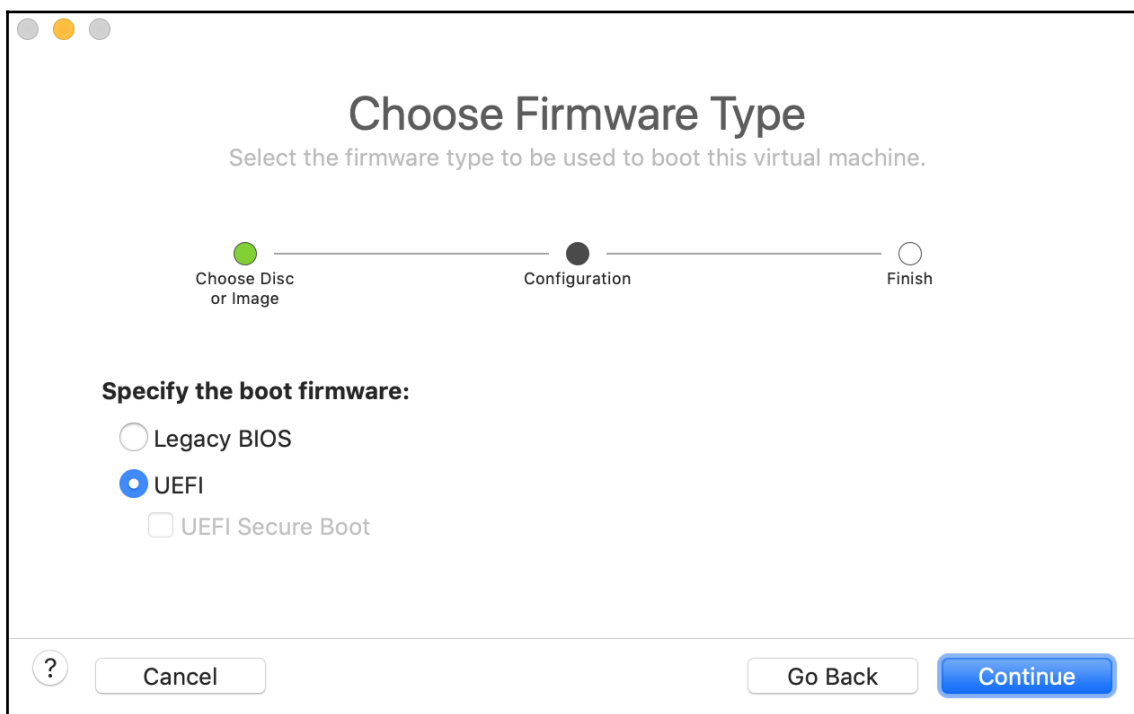 Choose Firmware Type
Select the firmware type to be used to boot this virtual machine.
Choose Disc
or Image
Configuration
Finish
Specify the boot firmware:
Legacy BIOS
UEFI
UEFI Secure Boot
?
Cancel
Go Back
Continue